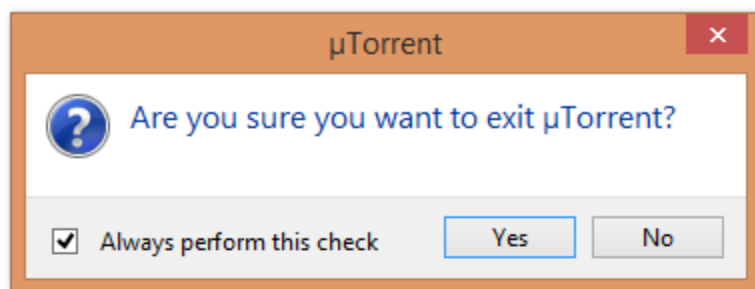 µTorrent
Are you sure you want to exit µTorrent?
Always perform this check Yes No